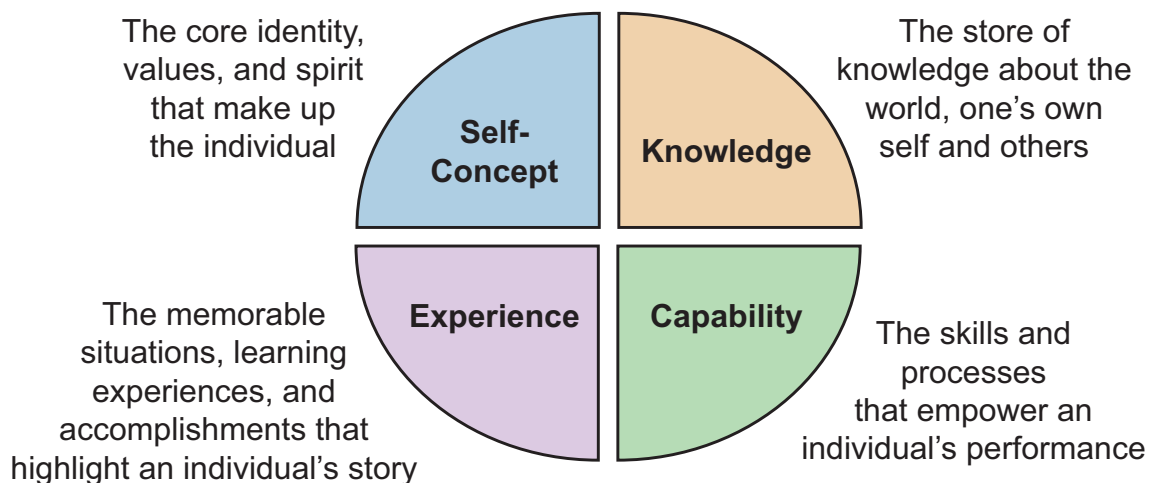 The core identity,
values, and spirit
that make up
the individual
Self-
Concept
Knowledge
The store of
knowledge about the
world, one’s own
self and others
The memorable
situations, learning
experiences, and
accomplishments that
highlight an individual’s story
Experience
Capability
The skills and
processes
that empower an
individual’s performance